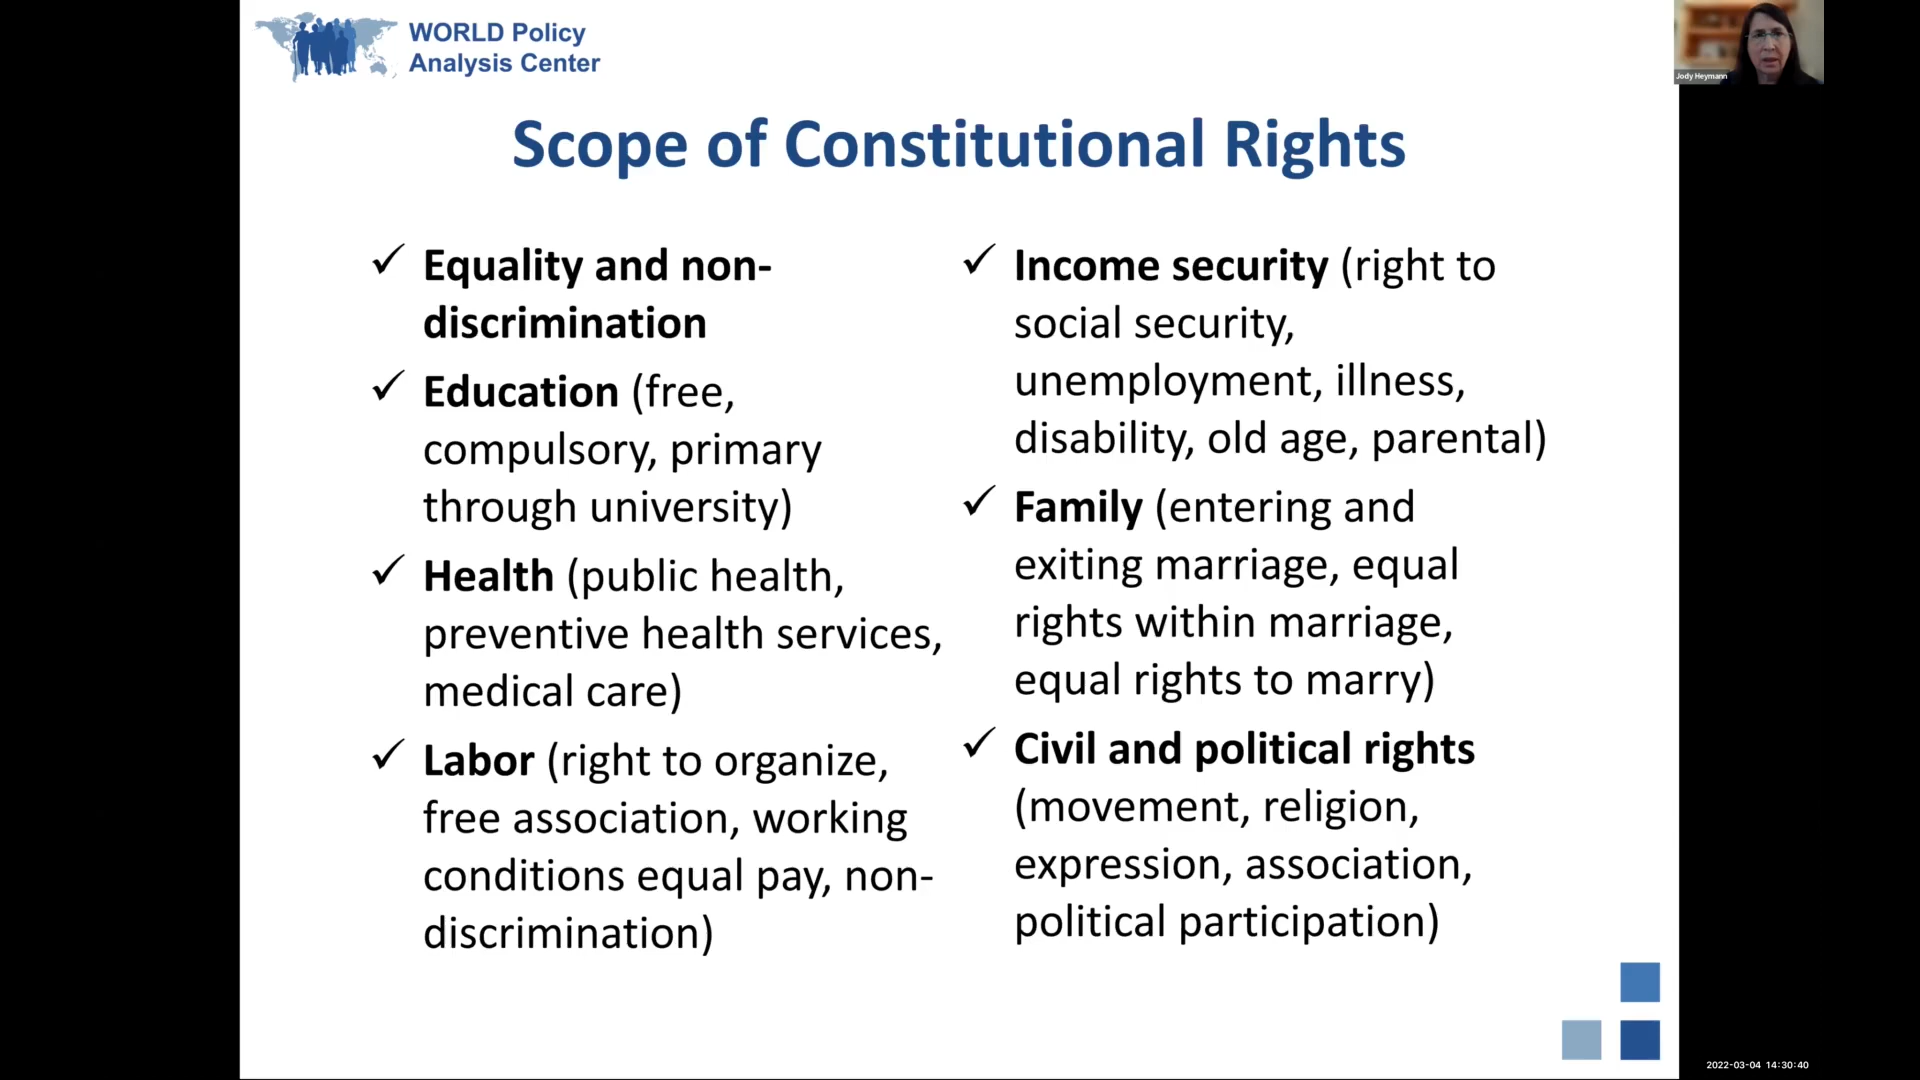 WORLD Policy
Analysis Center
Jody Heymann
Scope of Constitutional Rights
✓ Equality and non-
discrimination
✓ Education (free,
compulsory, primary
through university)
✓ Health (public health,
preventive health services,
medical care)
✓ Labor (right to organize,
free association, working
conditions equal pay, non-
discrimination)
✓ Income security (right to
social security,
unemployment, illness,
disability, old age, parental)
✓ Family (entering and
exiting marriage, equal
rights within marriage,
equal rights to marry)
✓ Civil and political rights
(movement, religion,
expression, association,
political participation)
2022-03-04 14:30:40